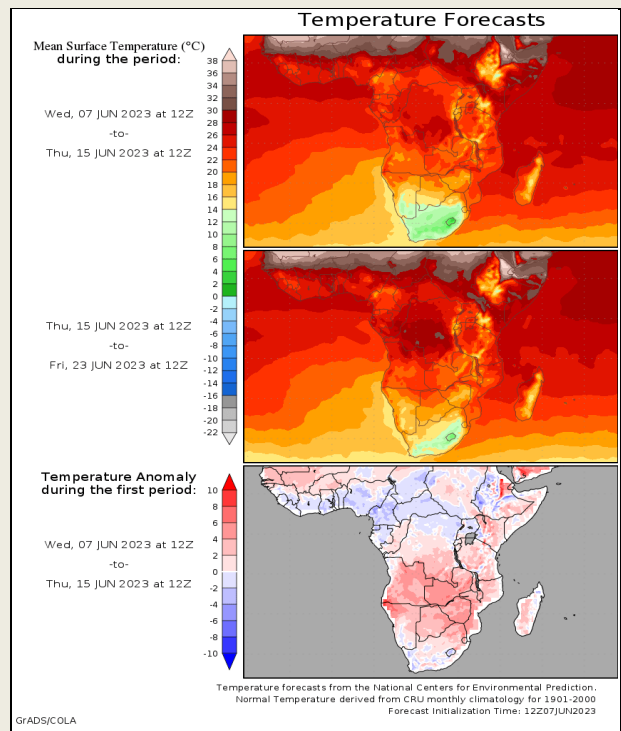 Temperature Forecasts
Mean Surface Temperature (°C)
during the period:
Wed, 07 JUN 2023 at 12Z
-to-
Thu, 15 JUN 2023 at 12Z
38
36
34
32
30
28
26
24
22
20
18
16
14
12
10
8
6
4
2
0
-2
-4
-6
-8
-10
-12
-14
-16
-18
-20
-22
Thu, 15 JUN 2023 at 12Z
-to-
Fri, 23 JUN 2023 at 12Z
Temperature Anomaly
during the first period:
Wed, 07 JUN 2023 at 12Z
-to-
Thu, 15 JUN 2023 at 12Z
10
8
6
4
2
0
-2
-4
-6
-8
-10
Temperature forecasts from the National Centers for Environmental Prediction.
Normal Temperature derived from CRU monthly climatology for 1901-2000
Forecast Initialization Time: 12Z07JUN2023
GrADS/COLA